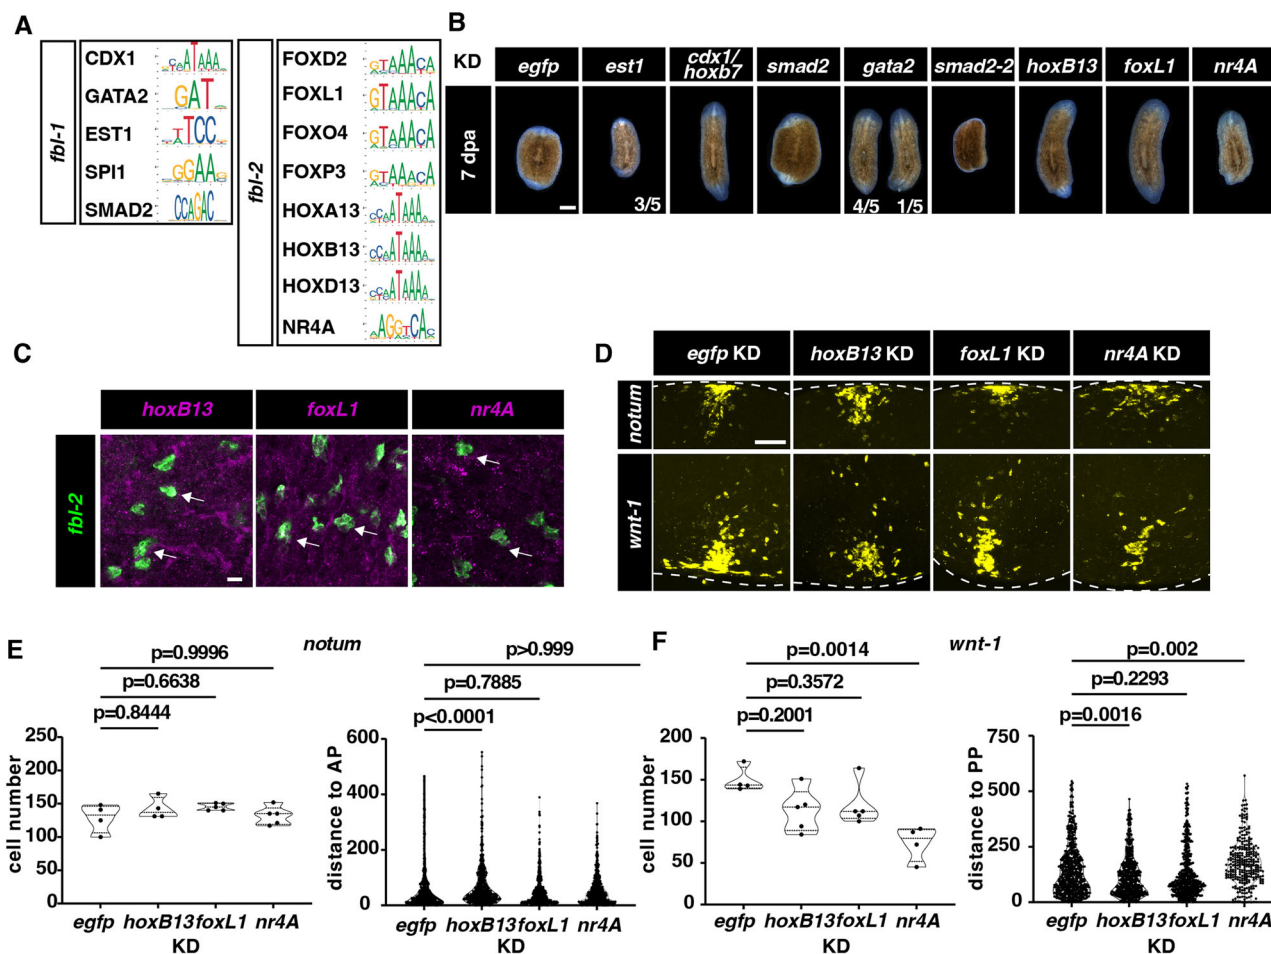 A
fbl-1
CDX1
GATA2
EST1
SPI1
SMAD2
fbl-2
FOXD2
FOXL1
FOXO4
FOXP3
HOXA13
HOXB13
HOXD13
NR4A
B
KD
egfp
est1
cdx1/
hoxb7
smad2
gata2
smad2-2
hoxB13
foxL1
nr4A
7 dpa
3/5
4/5
1/5
C
hoxB13
foxL1
nr4A
fbl-2
D
egfp KD
hoxB13 KD
foxL1 KD
nr4A KD
notum
wnt-1
E
notum
p=0.9996
p=0.6638
p=0.8444
cell number
250
200
150
100
50
0
egfp hoxB13 foxL1 nr4A
KD
p>0.999
p=0.7885
p<0.0001
distance to AP
600
400
200
0
egfp hoxB13 foxL1 nr4A
KD
F
wnt-1
p=0.0014
p=0.3572
p=0.2001
cell number
200
150
100
50
0
egfp hoxB13 foxL1 nr4A
KD
p=0.002
p=0.2293
p=0.0016
distance to PP
750
500
250
0
egfp hoxB13 foxL1 nr4A
KD